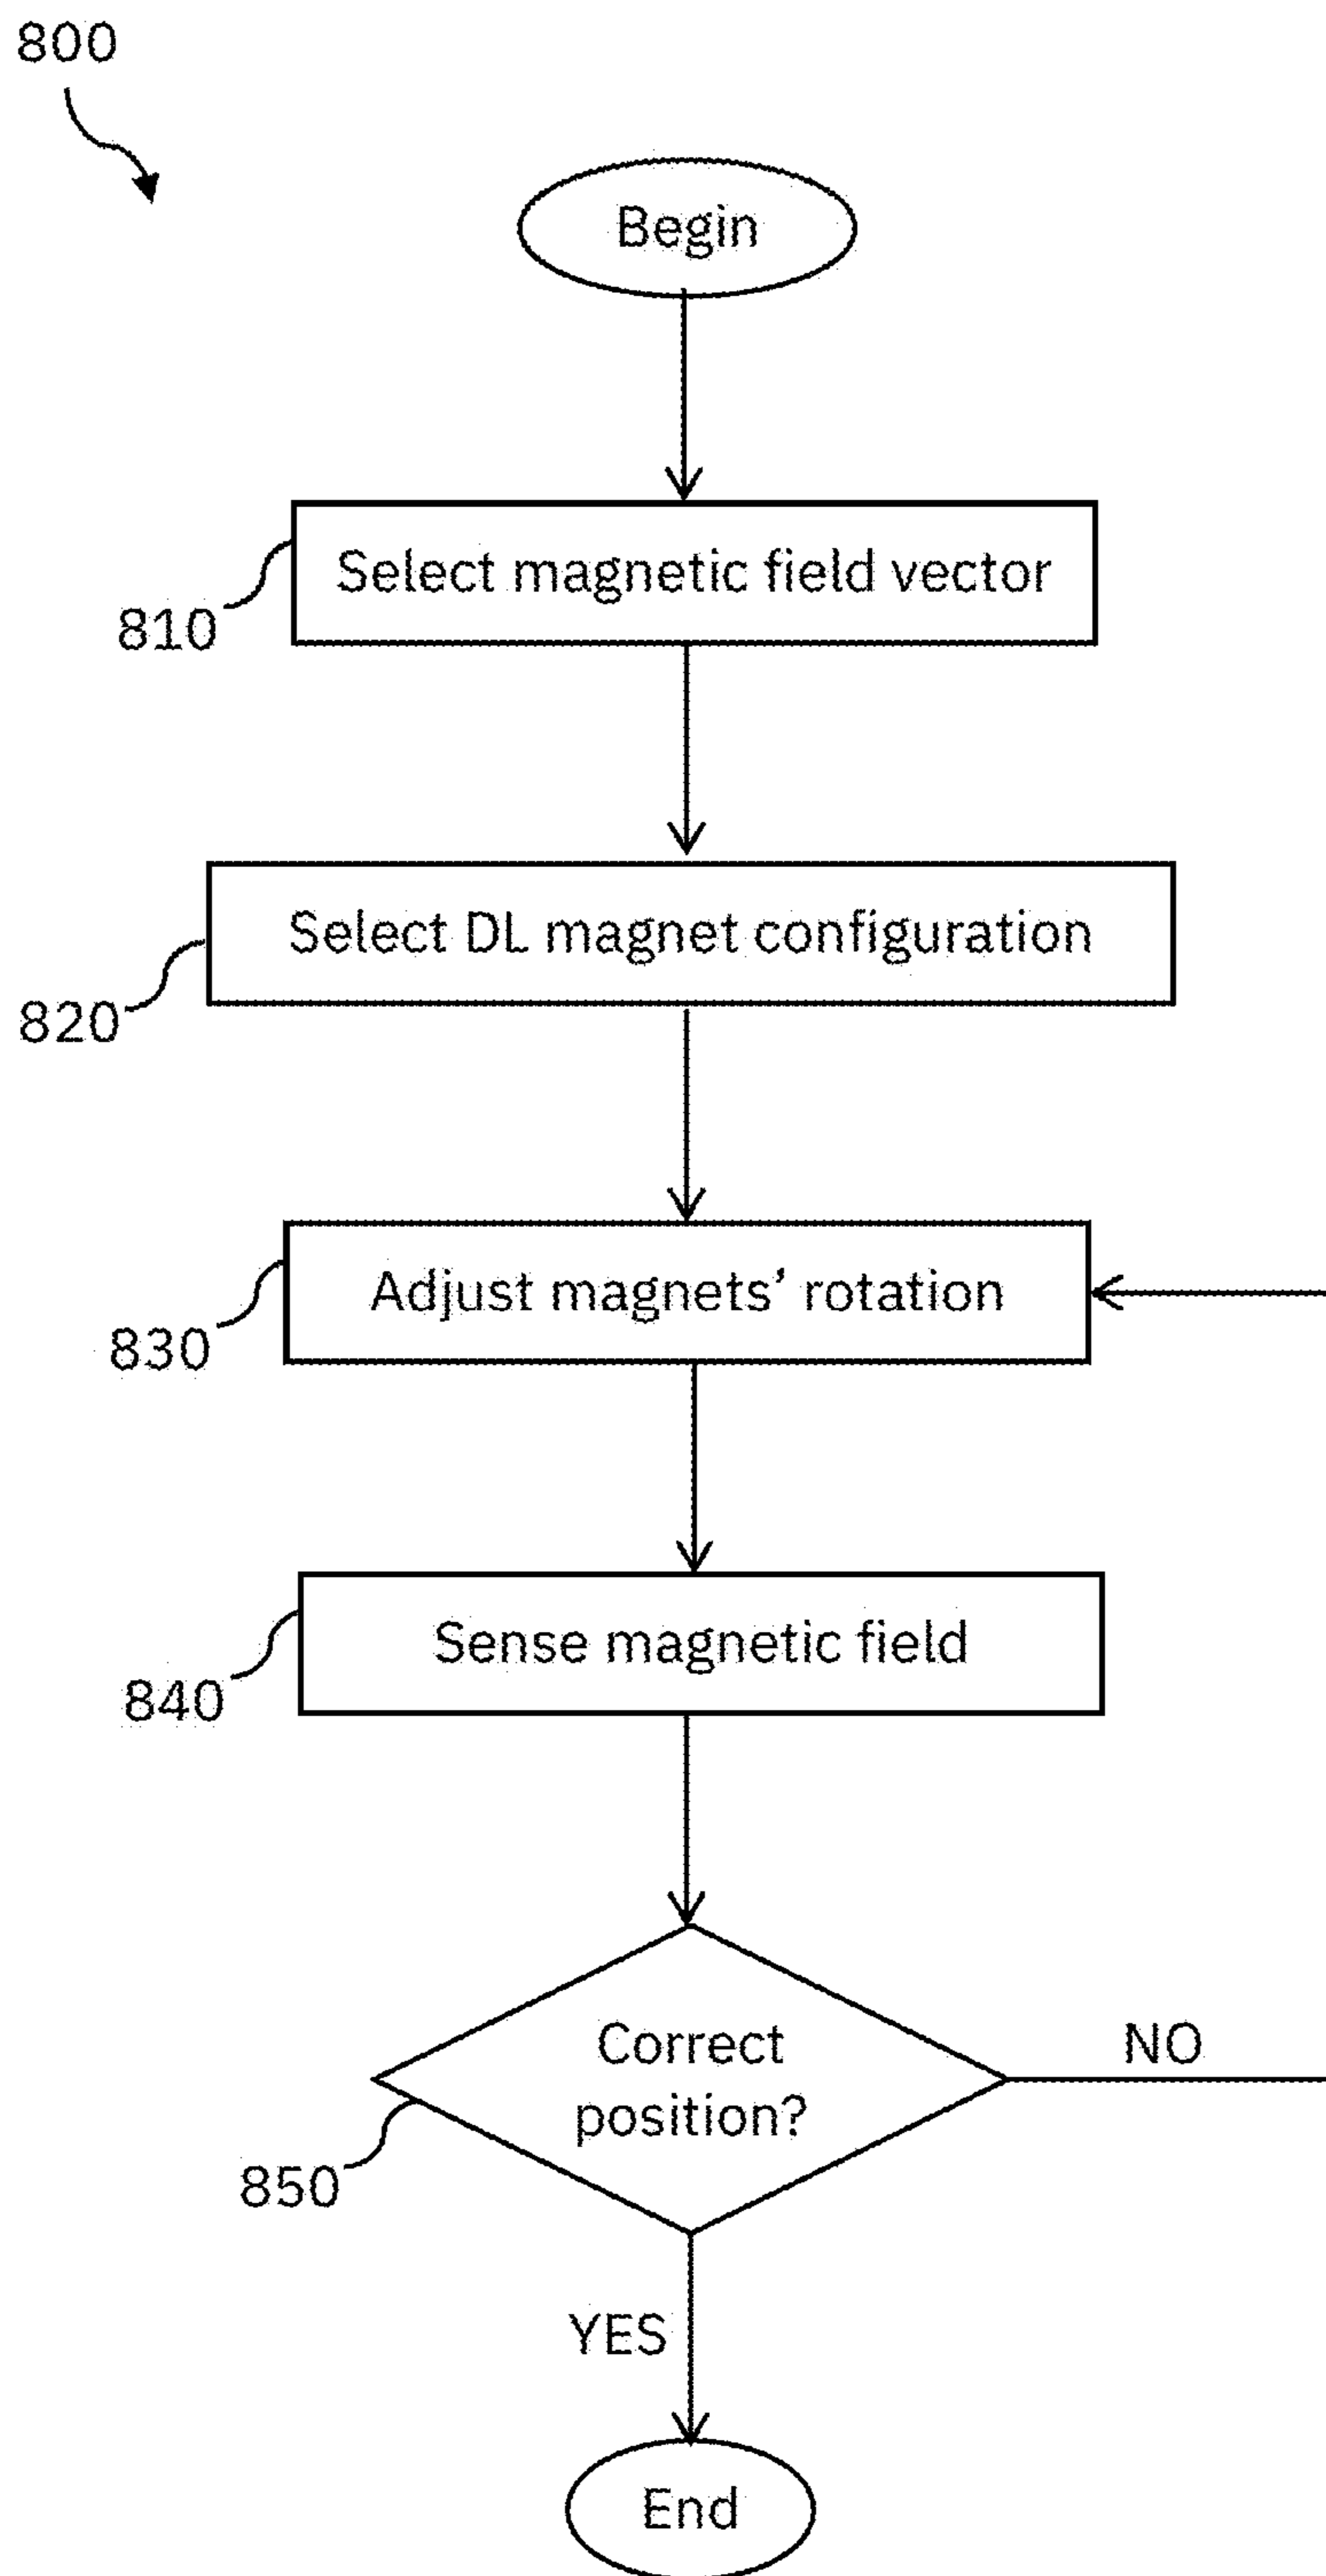 800
Begin
Select magnetic field vector
810
Select DL magnet configuration
820
Adjust magnets’ rotation
830
Sense magnetic field
840
Correct
position?
NO
850
YES
End